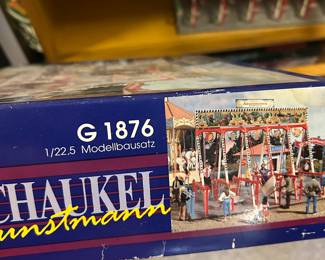 G 1876
1/22,5 Modellbausatz
CHAUKEL
unstmann